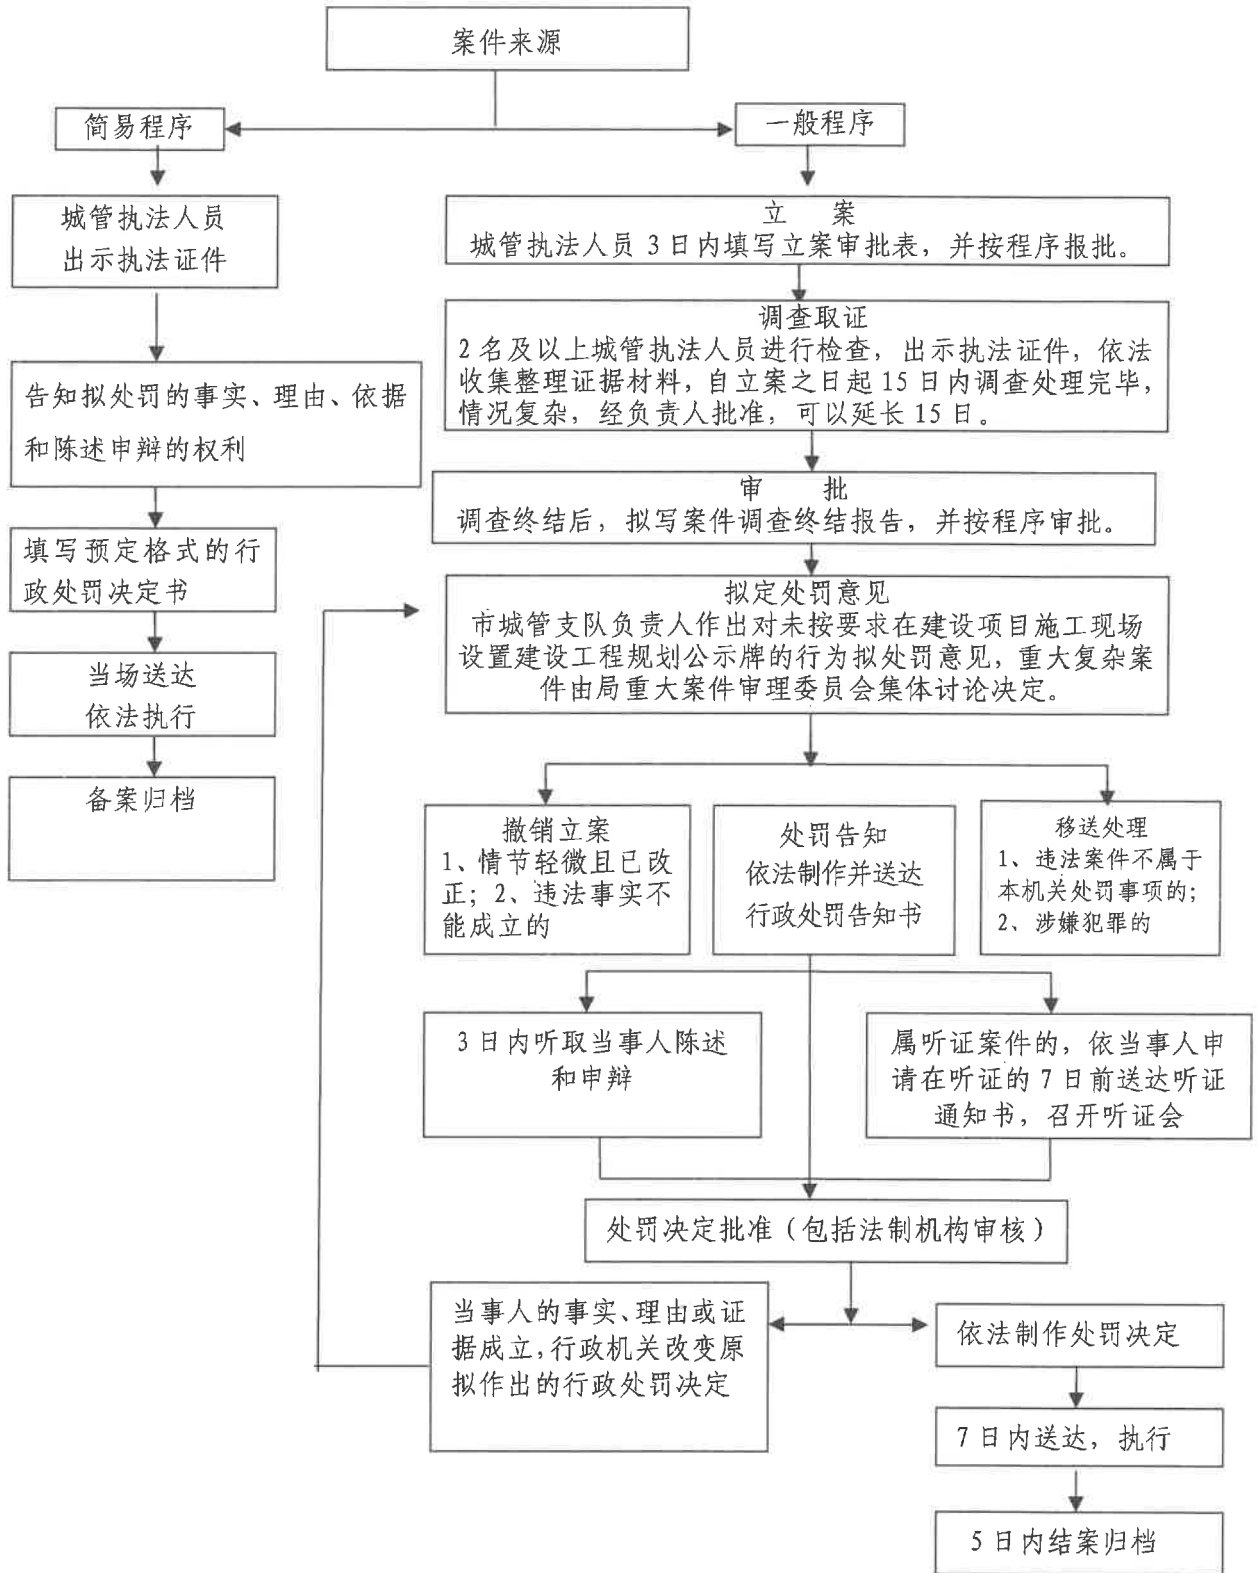 案件来源
简易程序
一般程序
城管执法人员
出示执法证件
告知拟处罚的事实、理由、依据
和陈述申辩的权利
填写预定格式的行
政处罚决定书
当场送达
依法执行
备案归档
立 案
城管执法人员 3 日内填写立案审批表，并按程序报批。
调查取证
2 名及以上城管执法人员进行检查，出示执法证件，依法
收集整理证据材料，自立案之日起 15 日内调查处理完毕，
情况复杂，经负责人批准，可以延长 15 日。
审 批
调查终结后，拟写案件调查终结报告，并按程序审批。
拟定处罚意见
市城管支队负责人作出对未按要求在建设项目施工现场
设置建设工程规划公示牌的行为拟处罚意见，重大复杂案
件由局重大案件审理委员会集体讨论决定。
撤销立案
1、情节轻微且已改
正；2、违法事实不
能成立的
处罚告知
依法制作并送达
行政处罚告知书
移送处理
1、违法案件不属于
本机关处罚事项的；
2、涉嫌犯罪的
3 日内听取当事人陈述
和申辩
属听证案件的，依当事人申
请在听证的 7 日前送达听证
通知书，召开听证会
处罚决定批准（包括法制机构审核）
当事人的事实、理由或证
据成立，行政机关改变原
拟作出的行政处罚决定
依法制作处罚决定
7 日内送达，执行
5 日内结案归档